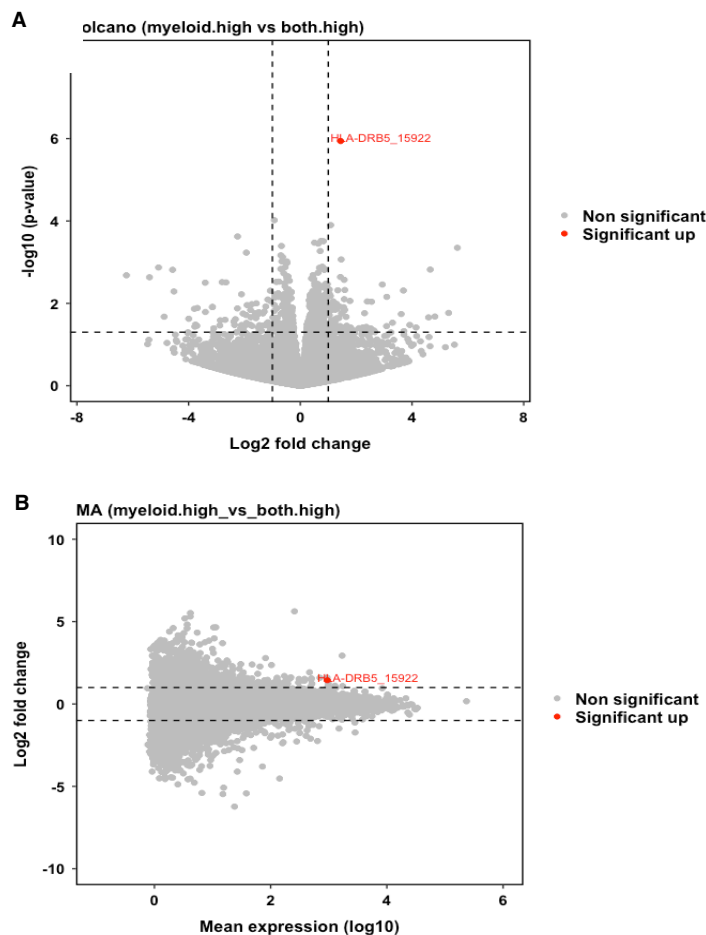 A
olcano (myeloid.high vs both.high)
6
4
2
0
-log10 (p-value)
HLA-DRB5_15922
Non significant
Significant up
-8
-4
0
4
8
Log2 fold change
B
MA (myeloid.high_vs_both.high)
10
5
0
-5
-10
Log2 fold change
HLA-DRB5_15922
Non significant
Significant up
0
2
4
6
Mean expression (log10)